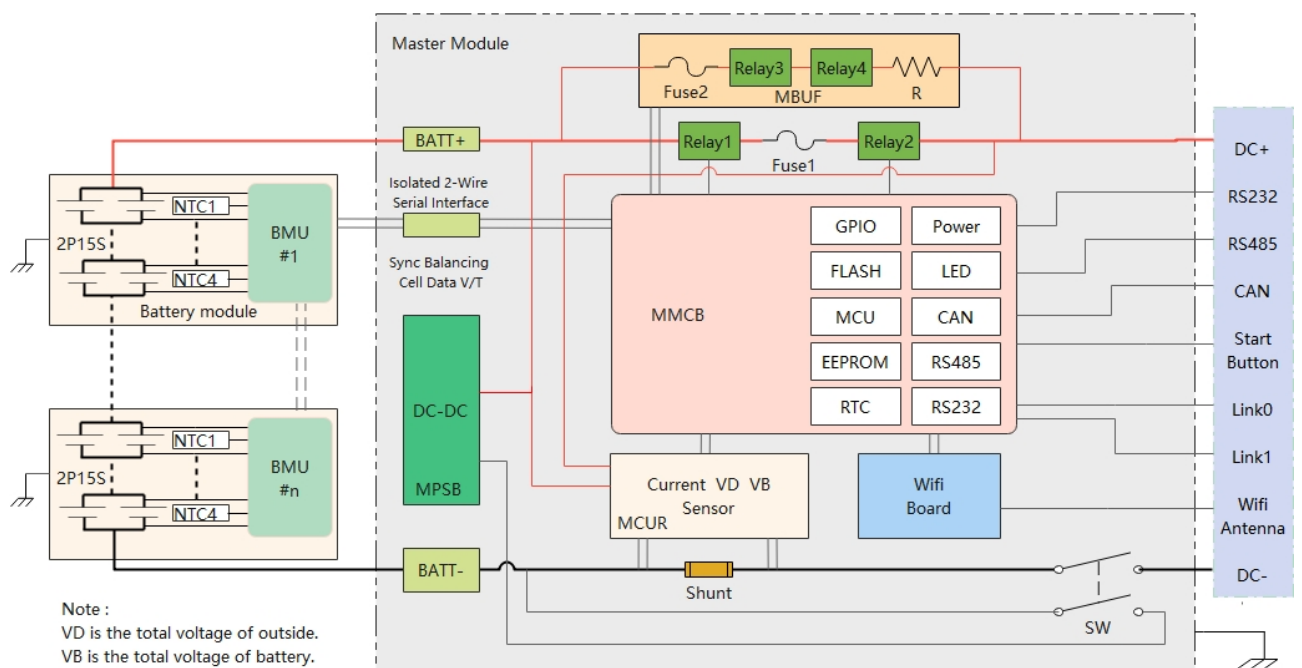 Master Module
Fuse2
Relay3
Relay4
MBUF
R
BATT+
Relay1
Fuse1
Relay2
DC+
Isolated 2-Wire
Serial Interface
RS232
NTC1
BMU
#1
2P15S
NTC4
Battery module
Sync Balancing
Cell Data V/T
MMCB
GPIO
Power
FLASH
LED
MCU
CAN
EEPROM
RS485
RTC
RS232
RS485
CAN
Start
Button
Link0
Link1
Wifi
Antenna
DC-
DC-DC
MPSB
NTC1
BMU
#n
2P15S
NTC4
Current VD VB
Sensor
MCUR
Wifi
Board
BATT-
Shunt
SW
Note :
VD is the total voltage of outside.
VB is the total voltage of battery.